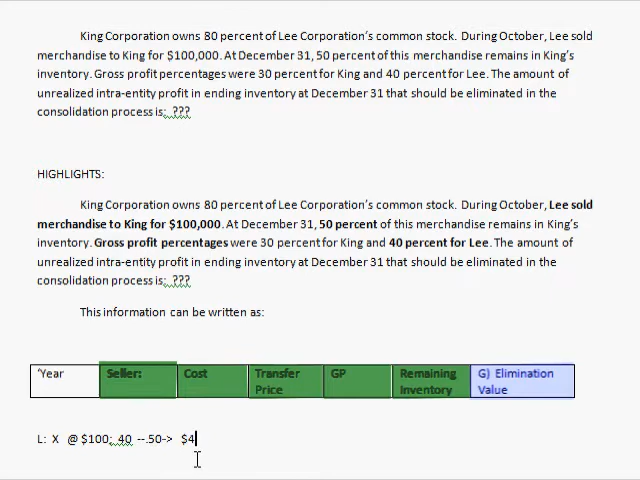 King Corporation owns 80 percent of Lee Corporation's common stock. During October, Lee sold
merchandise to King for $100,000. At December 31, 50 percent of this merchandise remains in King's
inventory. Gross profit percentages were 30 percent for King and 40 percent for Lee. The amount of
unrealized intra-entity profit in ending inventory at December 31 that should be eliminated in the
consolidation process is; ???
HIGHLIGHTS:
King Corporation owns 80 percent of Lee Corporation's common stock. During October, Lee sold
merchandise to King for $100,000. At December 31, 50 percent of this merchandise remains in King's
inventory. Gross profit percentages were 30 percent for King and 40 percent for Lee. The amount of
unrealized intra-entity profit in ending inventory at December 31 that should be eliminated in the
consolidation process is; ???
This information can be written as:
'Year Seller: Cost Transfer Price GP Remaining Inventory G) Elimination Value
L: X @ $100; .40 --.50-> $4